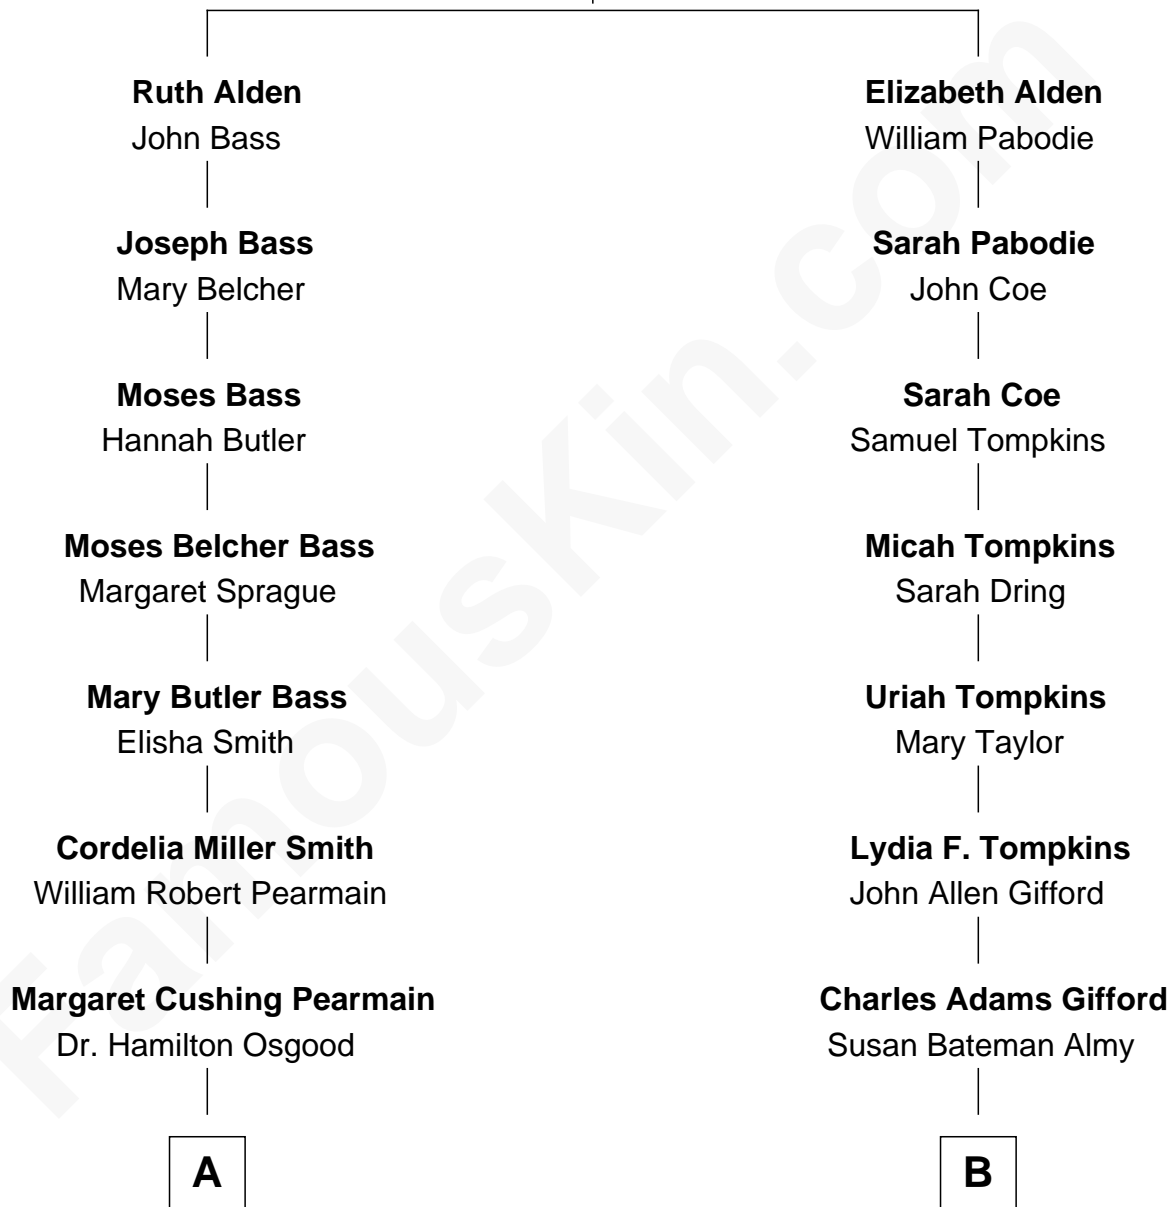 Ruth Alden
John Bass
Elizabeth Alden
William Pabodie
Joseph Bass
Mary Belcher
Sarah Pabodie
John Coe
Moses Bass
Hannah Butler
Sarah Coe
Samuel Tompkins
Moses Belcher Bass
Margaret Sprague
Micah Tompkins
Sarah Dring
Mary Butler Bass
Elisha Smith
Uriah Tompkins
Mary Taylor
Cordelia Miller Smith
William Robert Pearmain
Lydia F. Tompkins
John Allen Gifford
Margaret Cushing Pearmain
Dr. Hamilton Osgood
Charles Adams Gifford
Susan Bateman Almy
A
B
FamousKin.com